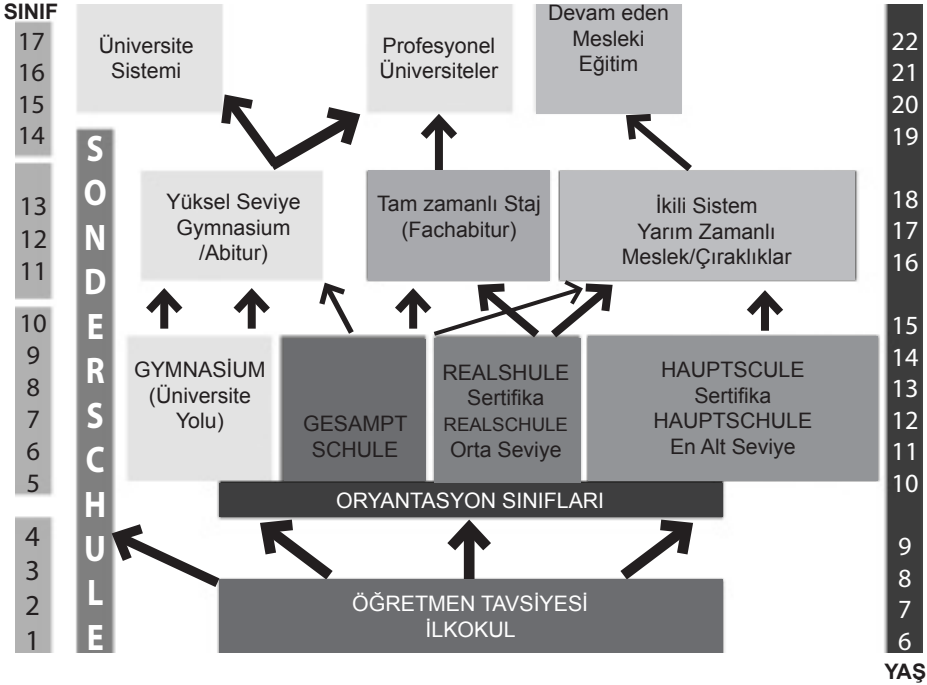 SINIF
17
16
15
14
13
12
11
10
9
8
7
6
5
4
3
2
1
SONDERSCHULE
Üniversite
Sistemi
Profesyonel
Üniversiteler
Devam eden
Mesleki
Eğitim
Yüksel Seviye
Gymnasium
/Abitur)
Tam zamanlı Staj
(Fachabitur)
İkili Sistem
Yarım Zamanlı
Meslek/Çıraklıklar
GYMNASİUM
(Üniversite
Yolu)
GESAMPT
SCHULE
REALSHULE
Sertifika
REALSCHULE
Orta Seviye
HAUPTSCULE
Sertifika
HAUPTSCHULE
En Alt Seviye
ORYANTASYON SINIFLARI
ÖĞRETMEN TAVSİYESİ
İLKOKUL
22
21
20
19
18
17
16
15
14
13
12
11
10
9
8
7
6
YAŞ